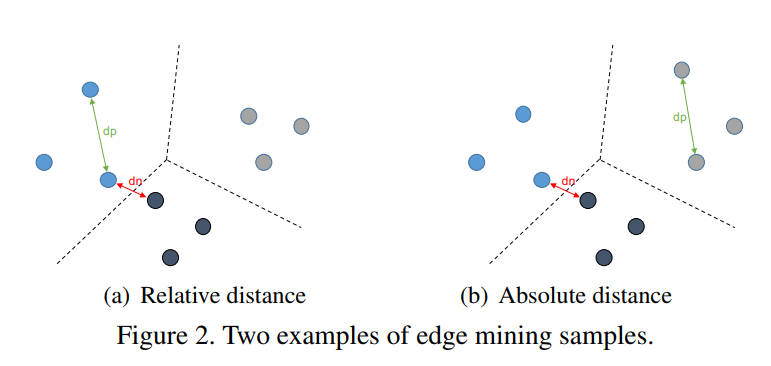 dp
dn
dp
dn
(a) Relative distance
(b) Absolute distance
Figure 2. Two examples of edge mining samples.